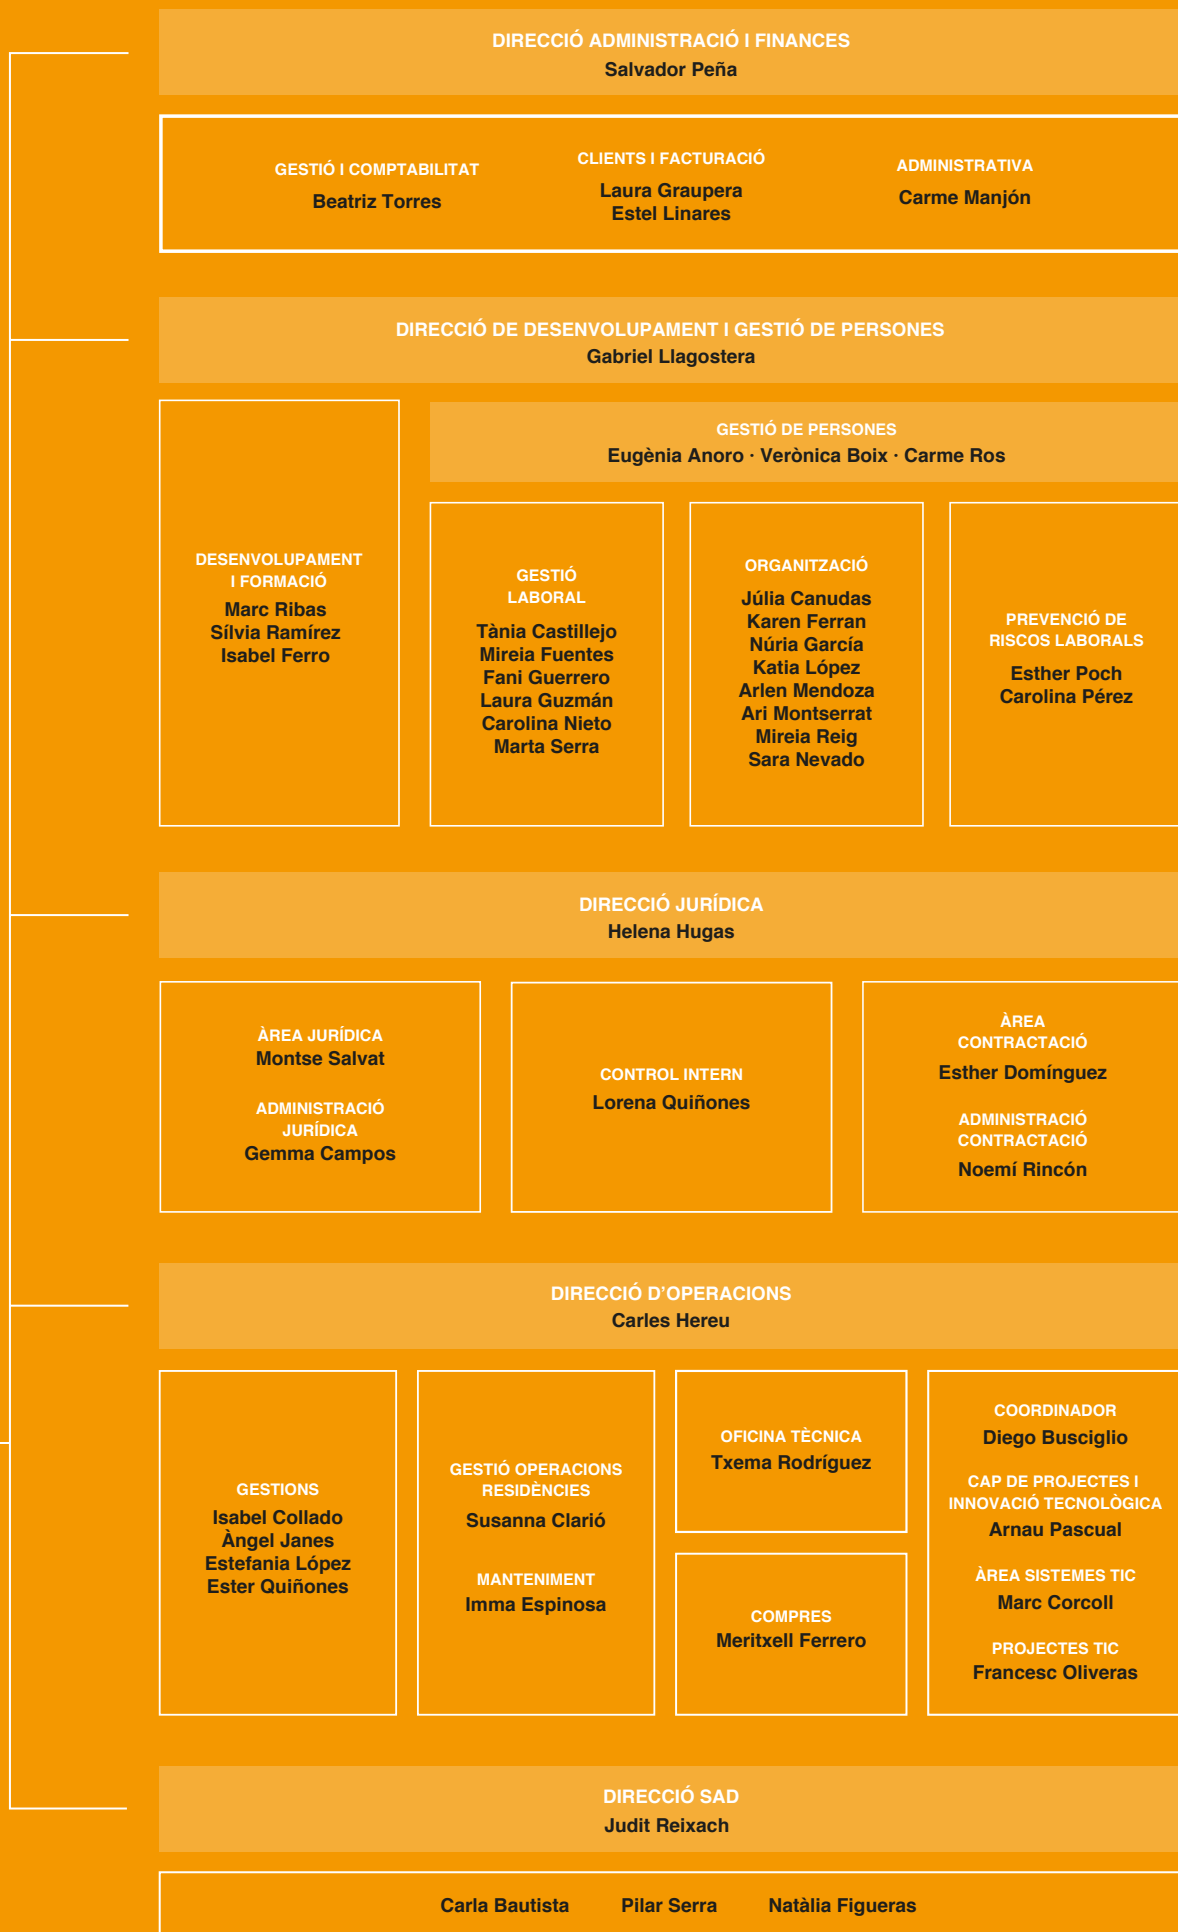 DIRECCIÓ ADMINISTRACIÓ I FINANCES
Salvador Peña
GESTIÓ I COMPTABILITAT
Beatriz Torres
CLIENTS I FACTURACIÓ
Laura Graupera
Estel Linares
ADMINISTRATIVA
Carme Manjón
DIRECCIÓ DE DESENVOLUPAMENT I GESTIÓ DE PERSONES
Gabriel Llagostera
DESENVOLUPAMENT
I FORMACIÓ
Marc Ribas
Sílvia Ramírez
Isabel Ferro
GESTIÓ DE PERSONES
Eugènia Anoro · Verònica Boix · Carme Ros
GESTIÓ
LABORAL
Tània Castillejo
Mireia Fuentes
Fani Guerrero
Laura Guzmán
Carolina Nieto
Marta Serra
ORGANITZACIÓ
Júlia Canudas
Karen Ferran
Núria García
Katia López
Arlen Mendoza
Ari Montserrat
Mireia Reig
Sara Nevado
PREVENCIÓ DE
RISCOS LABORALS
Esther Poch
Carolina Pérez
DIRECCIÓ JURÍDICA
Helena Hugas
ÀREA JURÍDICA
Montse Salvat
ADMINISTRACIÓ
JURÍDICA
Gemma Campos
CONTROL INTERN
Lorena Quiñones
ÀREA
CONTRACTACIÓ
Esther Domínguez
ADMINISTRACIÓ
CONTRACTACIÓ
Noemí Rincón
DIRECCIÓ D'OPERACIONS
Carles Hereu
GESTIONS
Isabel Collado
Àngel Janes
Estefania López
Ester Quiñones
GESTIÓ OPERACIONS
RESIDÈNCIES
Susanna Clarió
MANTENIMENT
Imma Espinosa
OFICINA TÈCNICA
Txema Rodríguez
COMPRES
Meritxell Ferrero
COORDINADOR
Diego Busciglio
CAP DE PROJECTES I
INNOVACIÓ TECNOLÒGICA
Arnau Pascual
ÀREA SISTEMES TIC
Marc Corcoll
PROJECTES TIC
Francesc Oliveras
DIRECCIÓ SAD
Judit Reixach
Carla Bautista Pilar Serra Natàlia Figueras